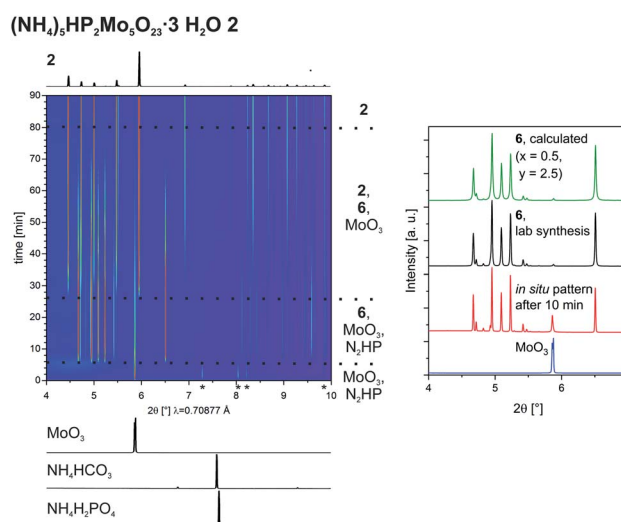 (NH₄)₅HP₂Mo₅O₂₃·3 H₂O 2
2
90
80
70
60
50
40
30
20
10
0
time [min]
4 5 6 7 8 9 10
* ** *
2θ [°] λ=0.70877 Å
2
2,
6,
MoO₃
6,
MoO₃,
N₂HP
MoO₃,
N₂HP
MoO₃
NH₄HCO₃
NH₄H₂PO₄
Intensity [a. u.]
6, calculated
(x = 0.5,
y = 2.5)
6,
lab synthesis
in situ pattern
after 10 min
MoO₃
4 5 6
2θ [°]